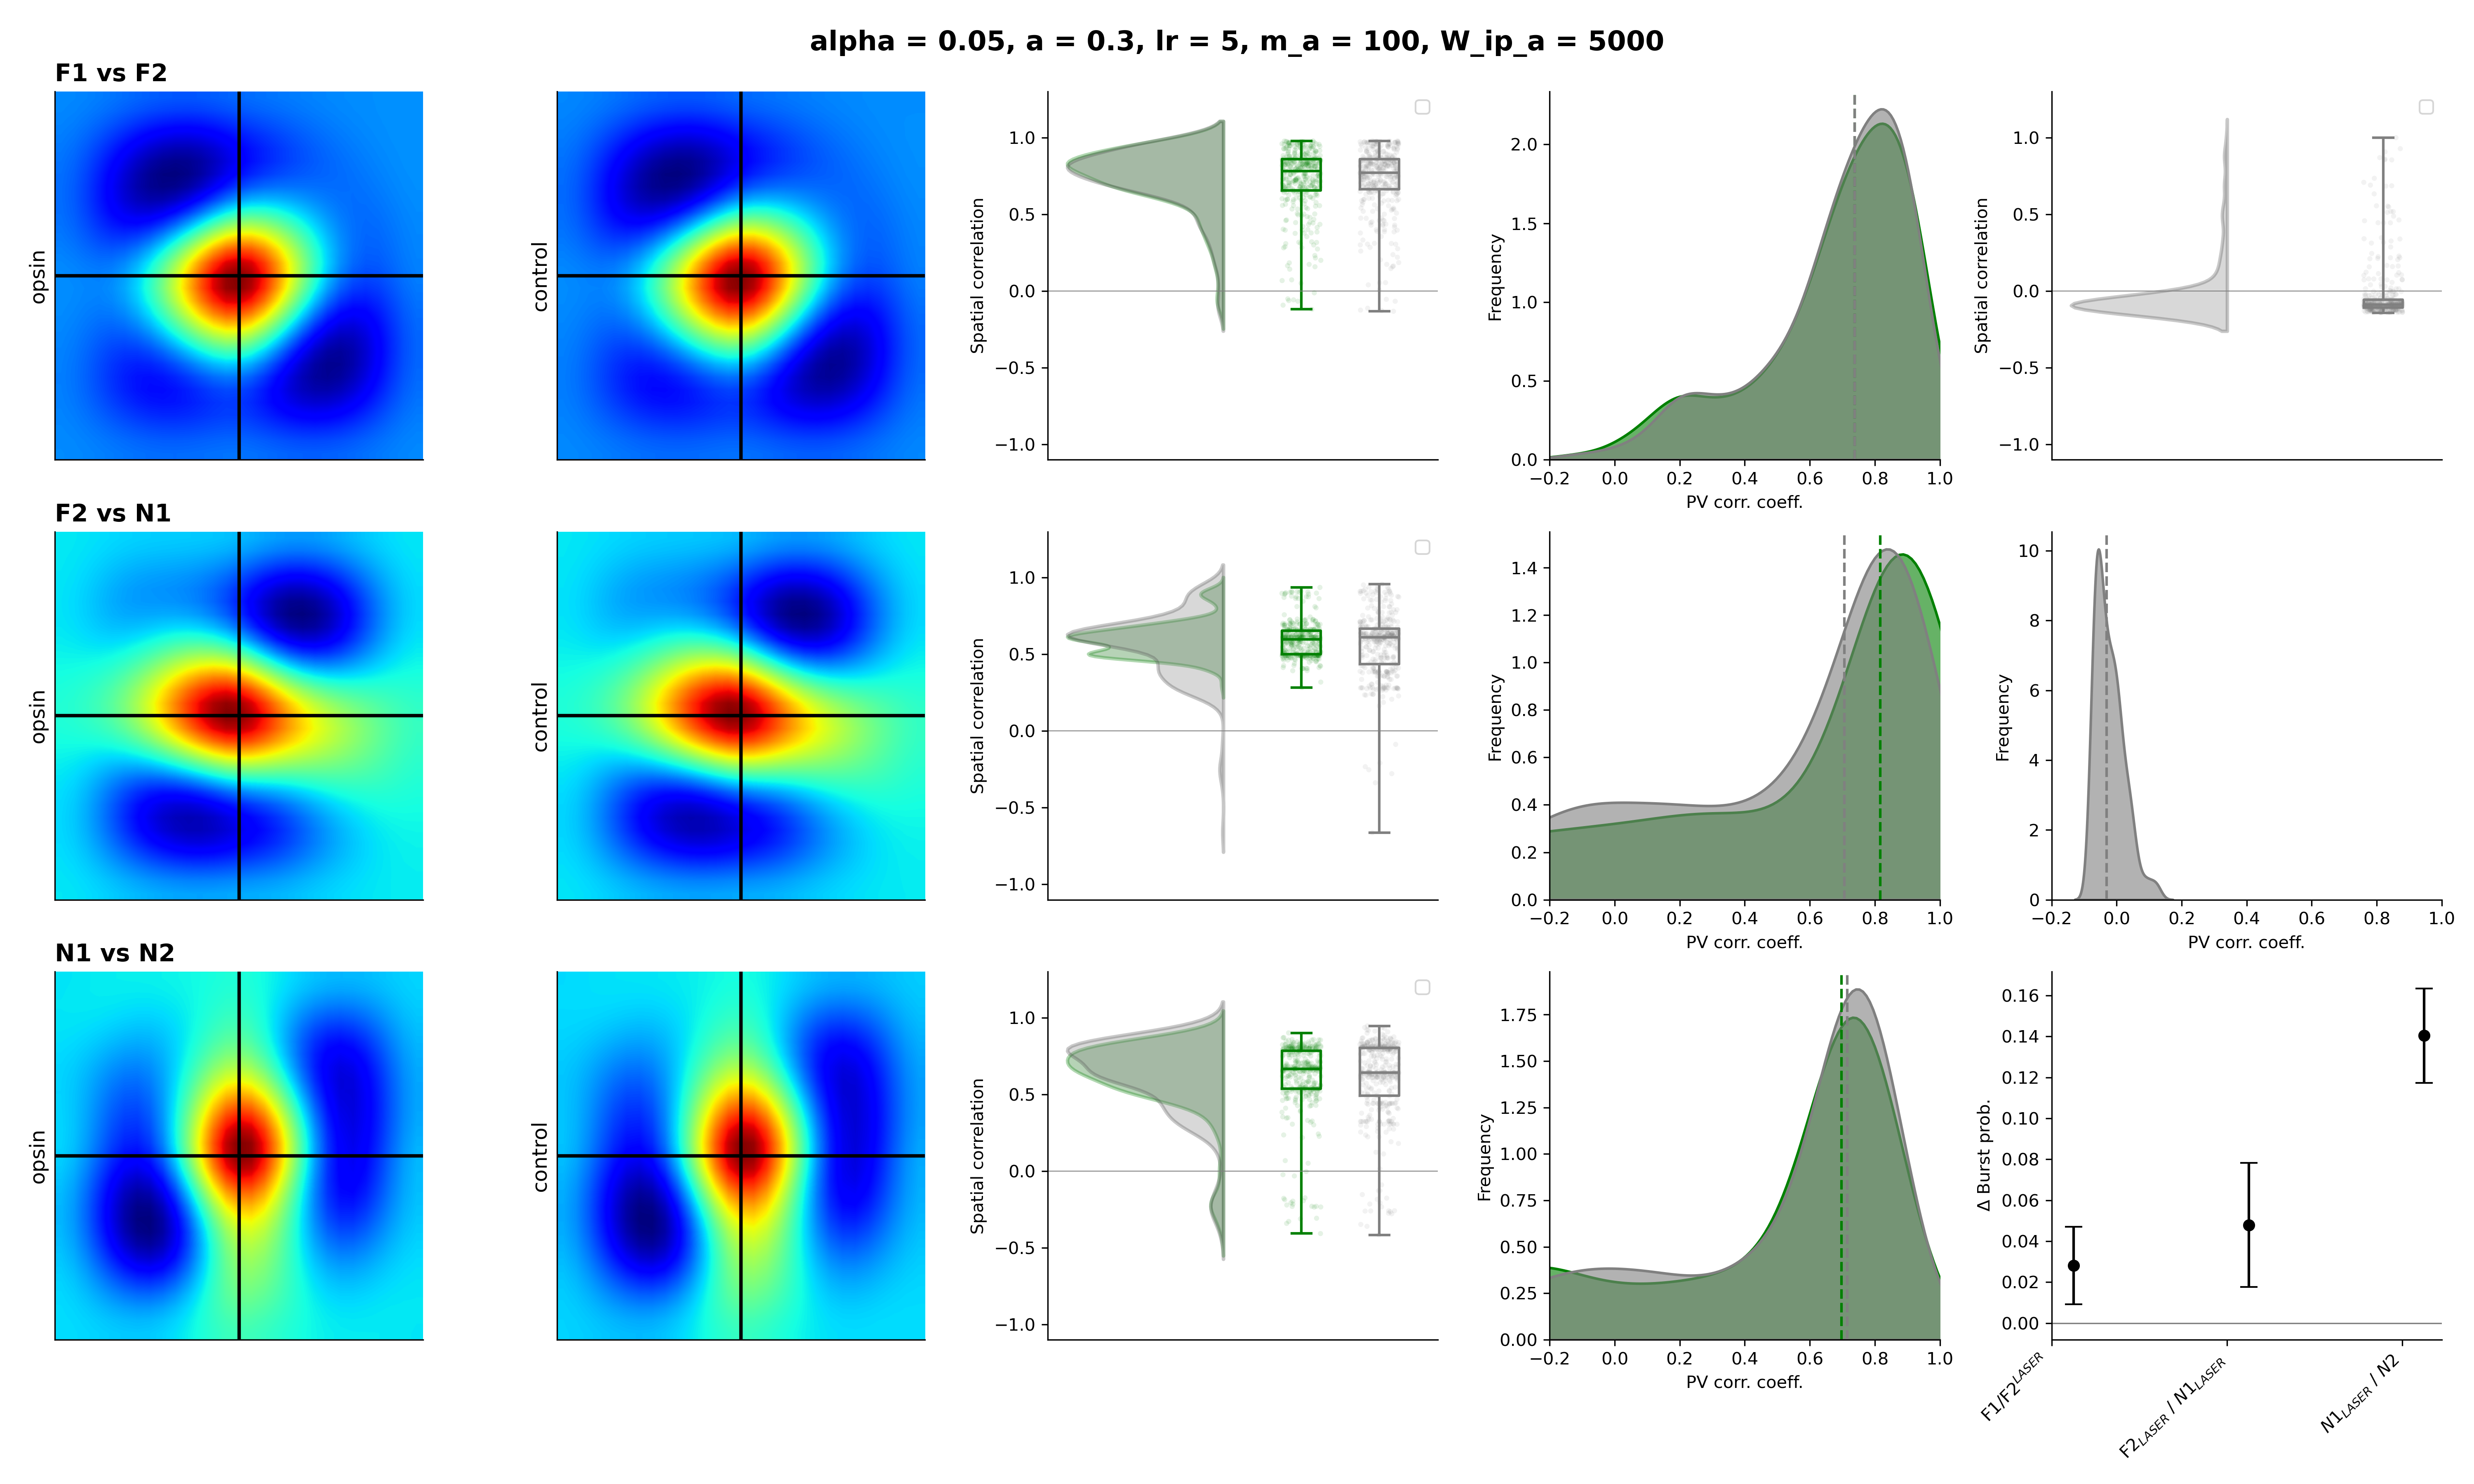 alpha = 0.05, a = 0.3, lr = 5, m_a = 100, W_ip_a = 5000
F1 vs F2
opsin
control
Spatial correlation
1.0
0.5
0.0
−0.5
−1.0
Frequency
2.0
1.5
1.0
0.5
0.0
−0.2 0.0 0.2 0.4 0.6 0.8 1.0
PV corr. coeff.
Spatial correlation
1.0
0.5
0.0
−0.5
−1.0
F2 vs N1
opsin
control
Spatial correlation
1.0
0.5
0.0
−0.5
−1.0
Frequency
1.4
1.2
1.0
0.8
0.6
0.4
0.2
0.0
−0.2 0.0 0.2 0.4 0.6 0.8 1.0
PV corr. coeff.
Frequency
10
8
6
4
2
0
−0.2 0.0 0.2 0.4 0.6 0.8 1.0
PV corr. coeff.
N1 vs N2
opsin
control
Spatial correlation
1.0
0.5
0.0
−0.5
−1.0
Frequency
1.75
1.50
1.25
1.00
0.75
0.50
0.25
0.00
−0.2 0.0 0.2 0.4 0.6 0.8 1.0
PV corr. coeff.
Δ Burst prob.
0.16
0.14
0.12
0.10
0.08
0.06
0.04
0.02
0.00
F1/F2^LASER
F2_LASER / N1_LASER
N1_LASER / N2